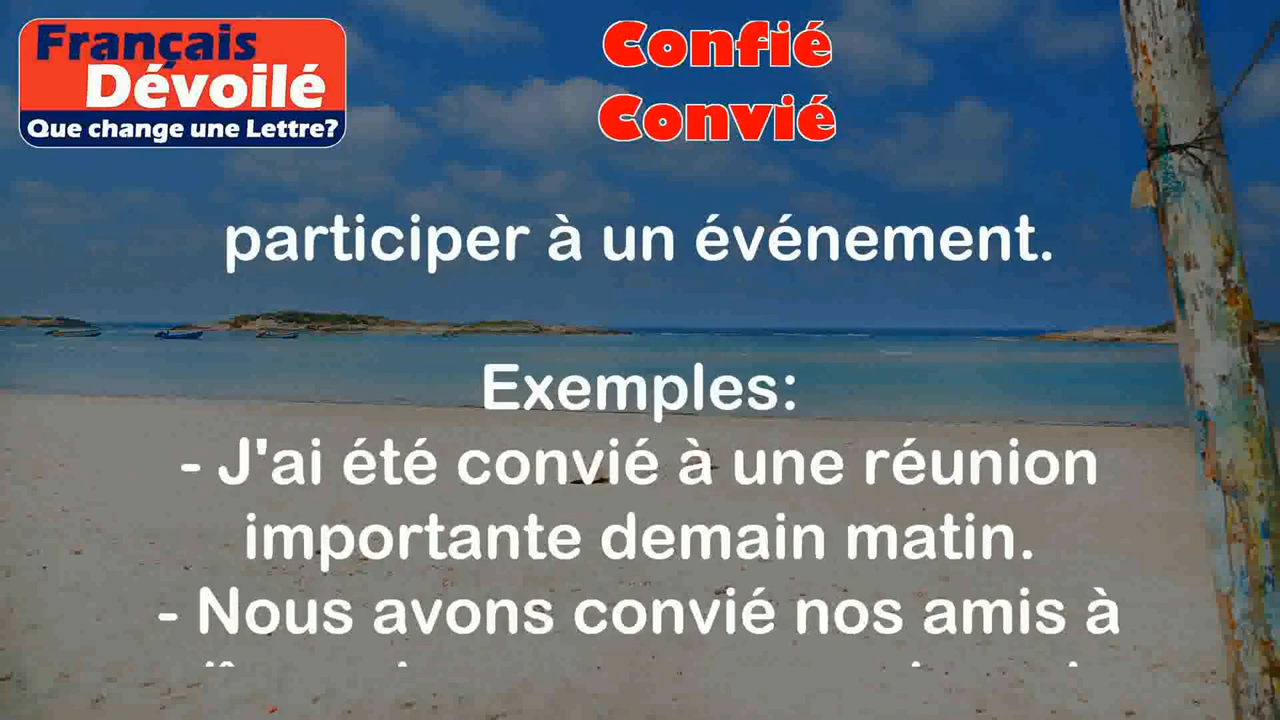 Français
Dévoilé
Que change une Lettre?
Confié
Convié
participer à un événement.
Exemples:
- J'ai été convié à une réunion
importante demain matin.
- Nous avons convié nos amis à